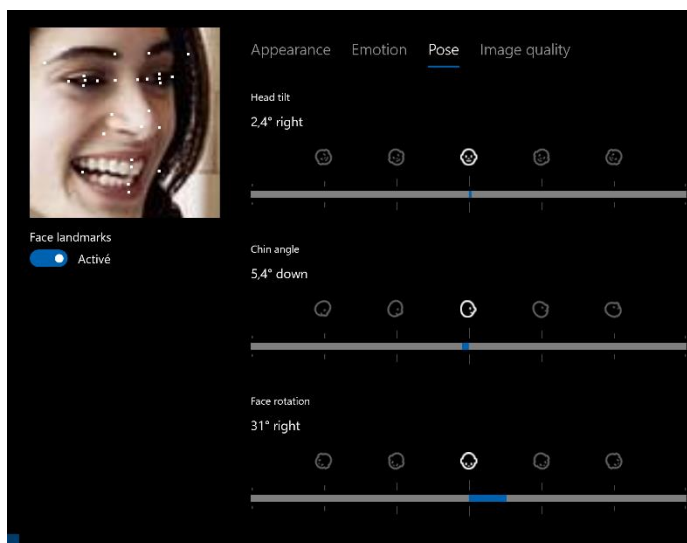 Appearance Emotion Pose Image quality
Head tilt
2,4° right
Face landmarks
Activé
Chin angle
5,4° down
Face rotation
31° right